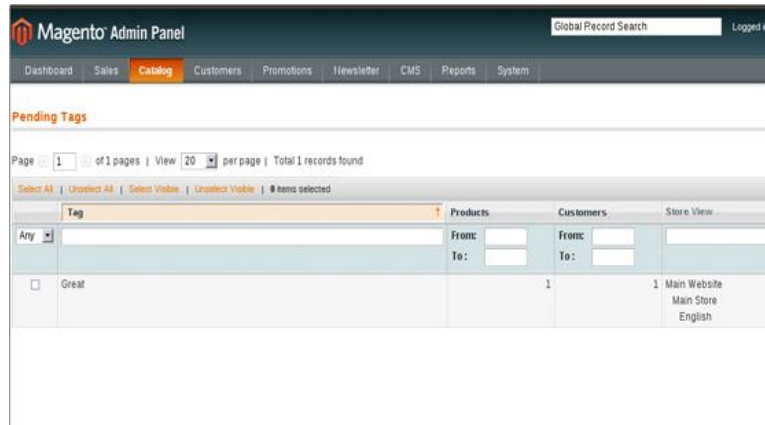 Magento Admin Panel
Global Record Search
Logged i
Dashboard Sales Catalog Customers Promotions Newsletter CMS Reports System
Pending Tags
Page 1 of 1 pages | View 20 per page | Total 1 records found
Select All | Unselect All | Select Visible | Unselect Visible | 0 items selected
Tag Products Customers Store View
Any From: From:
To : To :
Great 1 1 Main Website
Main Store
English